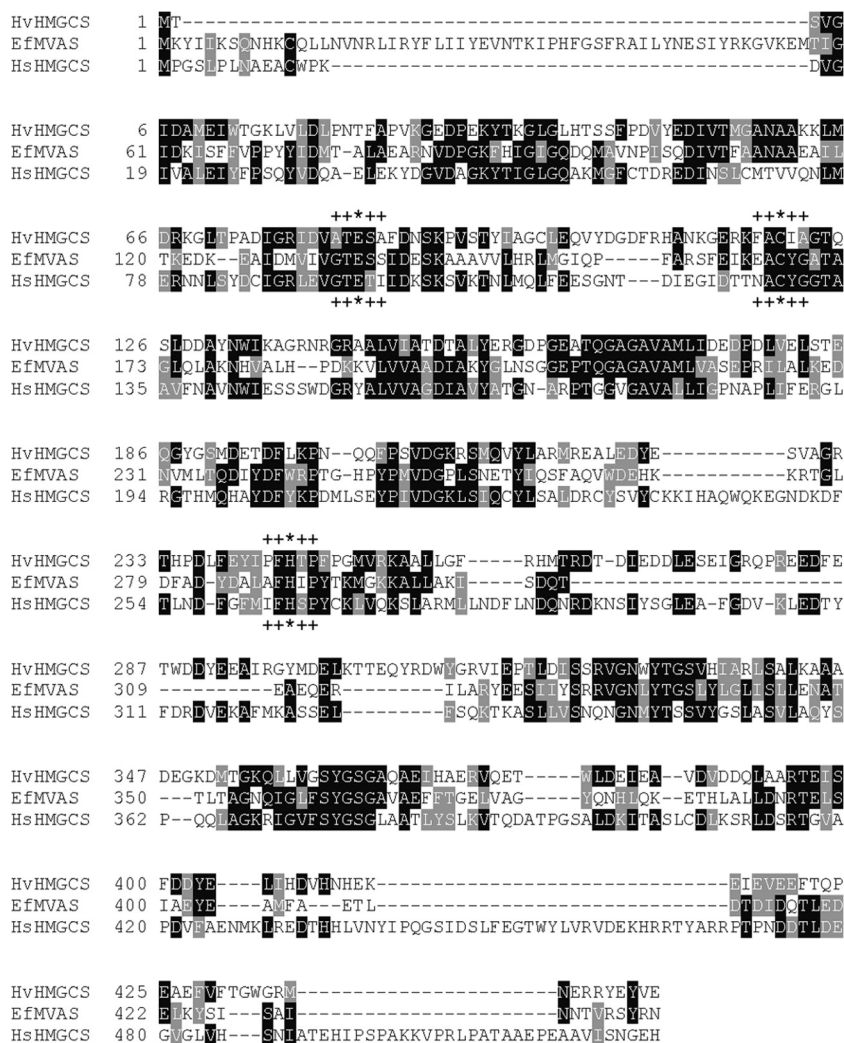 HvHMGCS 1 MT-------------------------------------------------------SVG
EfMVAS 1 MKYIIKSQNHKCQLLNVNRLIRYFLIIYEVNTKIPHFGSFRAILYNESIYRKGVKEMTIG
HsHMGCS 1 MPGSLPLNAEACWPK------------------------------------------DVG
HvHMGCS 6 IDAMEIWTGKLVLDLPNTFAPVKGEDPEKYTKGLGLHTSSFPDVYEDIVTMGANAAKKLM
EfMVAS 61 IDKISFFVPPYYIDMT-ALAEARNVDPGKFHIGIGQDQMAVNPISQDIVTFAANAAEAIL
HsHMGCS 19 IVALEIYFPSQYVDQA-ELEKYDGVDAGKYTIGLGQAKMGFCTDREDINSLCMTVVQNLM
++*++ ++*++
HvHMGCS 66 DRKGLTPADIGRIDVATESAFDNSKPVSTYIAGCLEQVYDGDFRHANKGERKFACIAGTQ
EfMVAS 120 TKEDK--EAIDMVIVGTESSIDESKAAAVVLHRLMGIQP-----FARSFEIKEACYGATA
HsHMGCS 78 ERNNLSYDCIGRLEVGTETIIDKSKSVKTNLMQLFEESGNT---DIEGIDTTNACYGGTA
++*++ ++*++
HvHMGCS 126 SLDDAYNWIKAGRNRGRAALVIATDTALYERGDPGEATQGAGAVAMLIDEDPDLVELSTE
EfMVAS 173 GLQLAKNHVALH--PDKKVLVVAADIAKYGLNSGGEPTQGAGAVAMLVASEPRILALKED
HsHMGCS 135 AVFNAVNWIESSSWDGRYALVVAGDIAVYATGN-ARPTGGVGAVALLIGPNAPLIFERGL
HvHMGCS 186 QGYGSMDETDFLKPN--QQFPSVDGKRSMQVYLARMREALEDYE-----------SVAGR
EfMVAS 231 NVMLTQDIYDFWRPTG-HPYPMVDGPLSNETYIQSFAQVWDEHK-----------KRTGL
HsHMGCS 194 RGTHMQHAYDFYKPDMLSEYPIVDGKLSIQCYLSALDRCYSVYCKKIHAQWQKEGNDKDF
++*++
HvHMGCS 233 THPDLFEYIPFHTPFPGMVRKAALLGF-----RHMTRDT-DIEDDLESEIGRQPREEDFE
EfMVAS 279 DFAD-YDALAFHIPYTKMGKKALLAKI-----SDQT------------------------
HsHMGCS 254 TLND-FGFMIFHSPYCKLVQKSLARMLLNDFLNDQNRDKNSIYSGLEA-FGDV-KLEDTY
++*++
HvHMGCS 287 TWDDYEEAIRGYMDELKTTEQYRDWYGRVIEPTLDISSRVGNWYTGSVHIARLSALKAAA
EfMVAS 309 ----------EAEQER---------ILARYEESIIYSRRVGNLYTGSLYLGLISLLENAT
HsHMGCS 311 FDRDVEKAFMKASSEL---------FSQKTKASLLVSNQNGNMYTSSVYGSLASVLAQYS
HvHMGCS 347 DEGKDMTGKQLLVGSYGSGAQAEIHAERVQET-----WLDEIEA--VDVDDQLAARTELS
EfMVAS 350 ---TLTAGNQIGLFSYGSGAVAEFFTGELVAG-----YQNHLQK--ETHLALLDNRTELS
HsHMGCS 362 P--QQLAGKRIGVFSYGSGLAATLYSLKVTQDATPGSALDKITASLCDLKSRLDSRTGVA
HvHMGCS 400 FDDYE----LIHDVHNHEK-------------------------------EIEVEEFTQP
EfMVAS 400 IAEYE----AMFA--ETL--------------------------------DTDIDQTLED
HsHMGCS 420 PDVFAENMKLREDTHHLVNYIPQGSIDSLFEGTWYLVRVDEKHRRTYARRPTPNDDTLDE
HvHMGCS 425 EAEFVFTGWGRM-----------------------NERRYEYVE
EfMVAS 422 ELKYSI---SAI-----------------------NNTVRSYRN
HsHMGCS 480 GVGLVH---SNIATEHIPSPAKKVPRLPATAAEPEAAVISNGEH